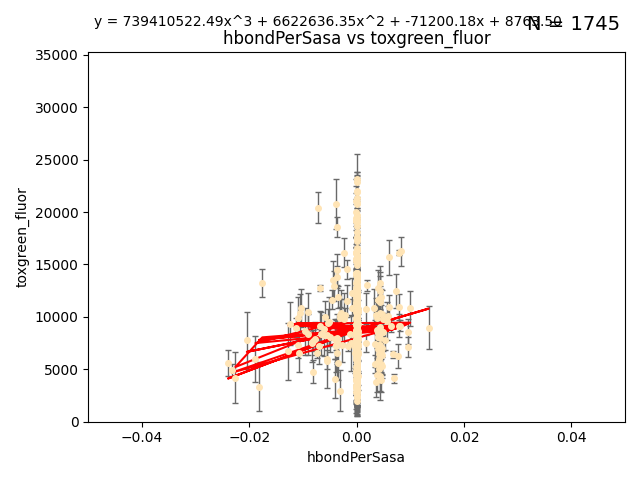 y = 739410522.49x^3 + 6622636.35x^2 + -71200.18x + 8763.50
N = 1745
hbondPerSasa vs toxgreen_fluor
35000
30000
25000
20000
15000
10000
5000
0
toxgreen_fluor
−0.04
−0.02
0.00
0.02
0.04
hbondPerSasa